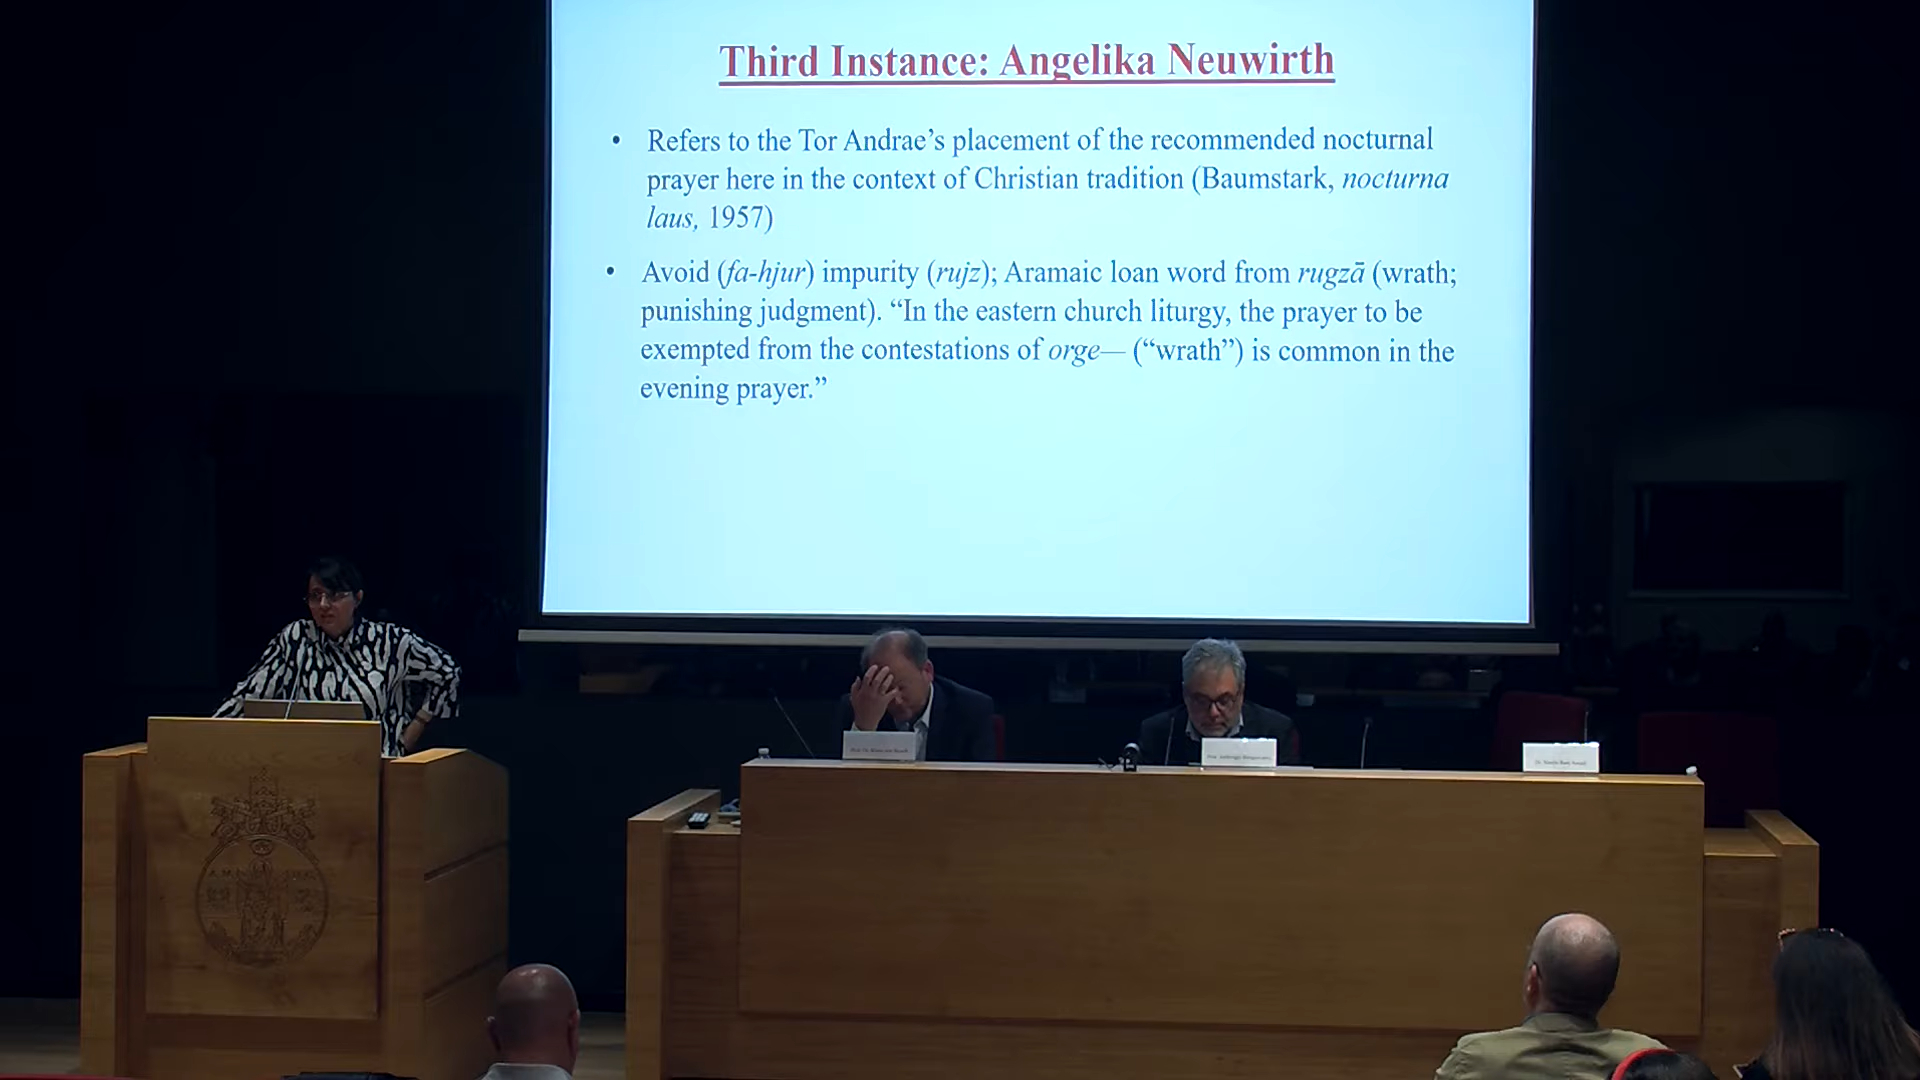 Third Instance: Angelika Neuwirth
• Refers to the Tor Andrae’s placement of the recommended nocturnal
prayer here in the context of Christian tradition (Baumstark, nocturna
laus, 1957)
• Avoid (fa-hjur) impurity (rujz); Aramaic loan word from rugzā (wrath;
punishing judgment). “In the eastern church liturgy, the prayer to be
exempted from the contestations of orge— (“wrath”) is common in the
evening prayer.”